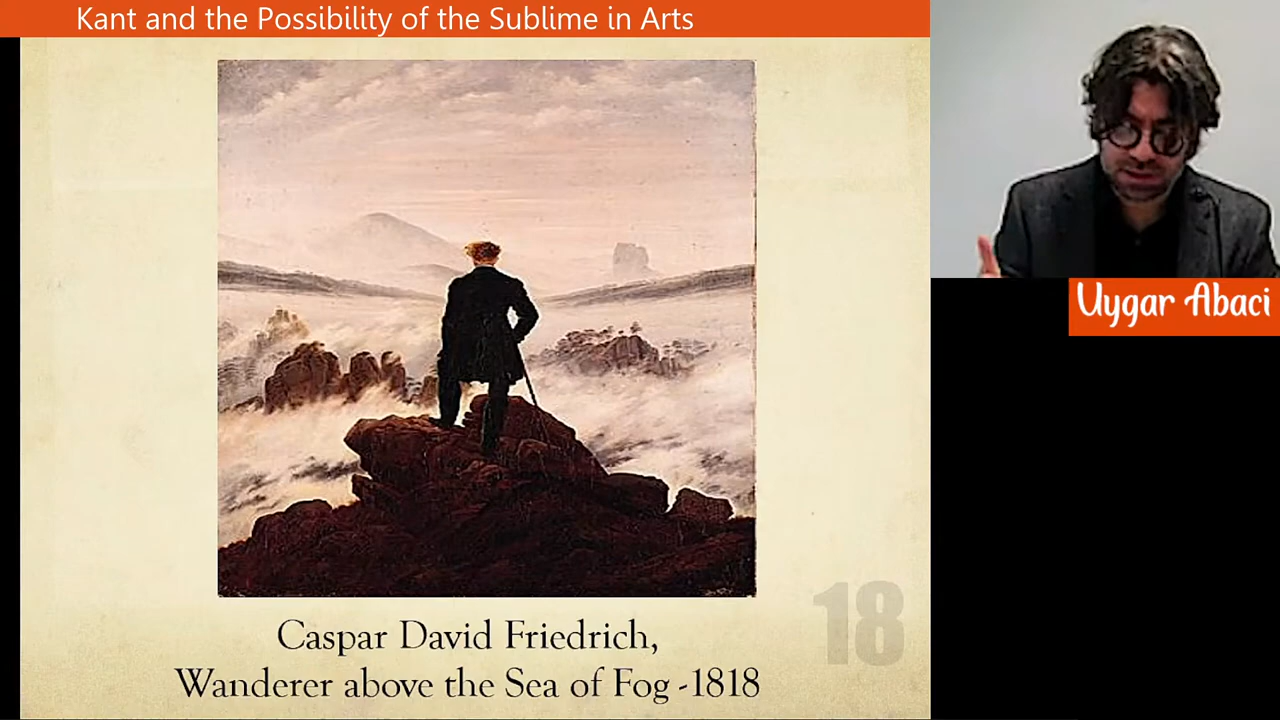 Kant and the Possibility of the Sublime in Arts
Uygar Abaci
18
Caspar David Friedrich,
Wanderer above the Sea of Fog -1818